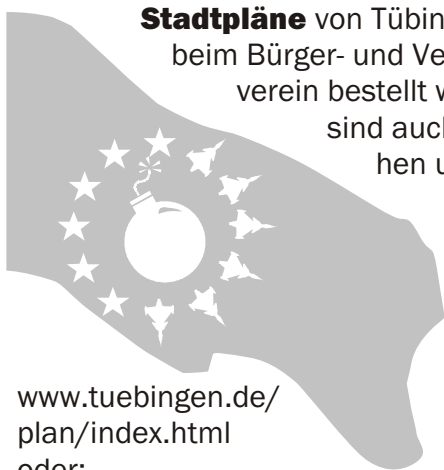 Stadtpläne von Tübin
beim Bürger- und Ve
verein bestellt w
sind auch
hen u
www.tuebingen.de/
plan/index.html
oder: